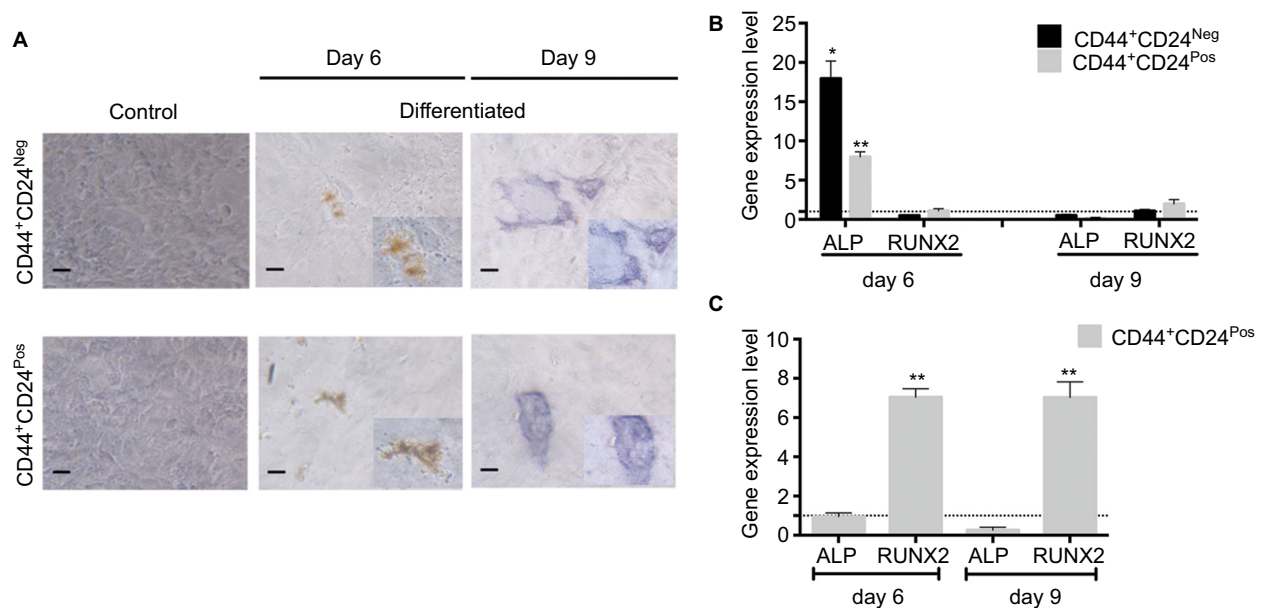 A
Day 6 Day 9
Control Differentiated
CD44⁺CD24ᴺᵉᵍ
CD44⁺CD24ᴾᵒˢ
B
Gene expression level
25
20
15
10
5
0
*
**
CD44⁺CD24ᴺᵉᵍ
CD44⁺CD24ᴾᵒˢ
ALP RUNX2 ALP RUNX2
day 6 day 9
C
Gene expression level
10
8
6
4
2
0
** **
CD44⁺CD24ᴾᵒˢ
ALP RUNX2 ALP RUNX2
day 6 day 9